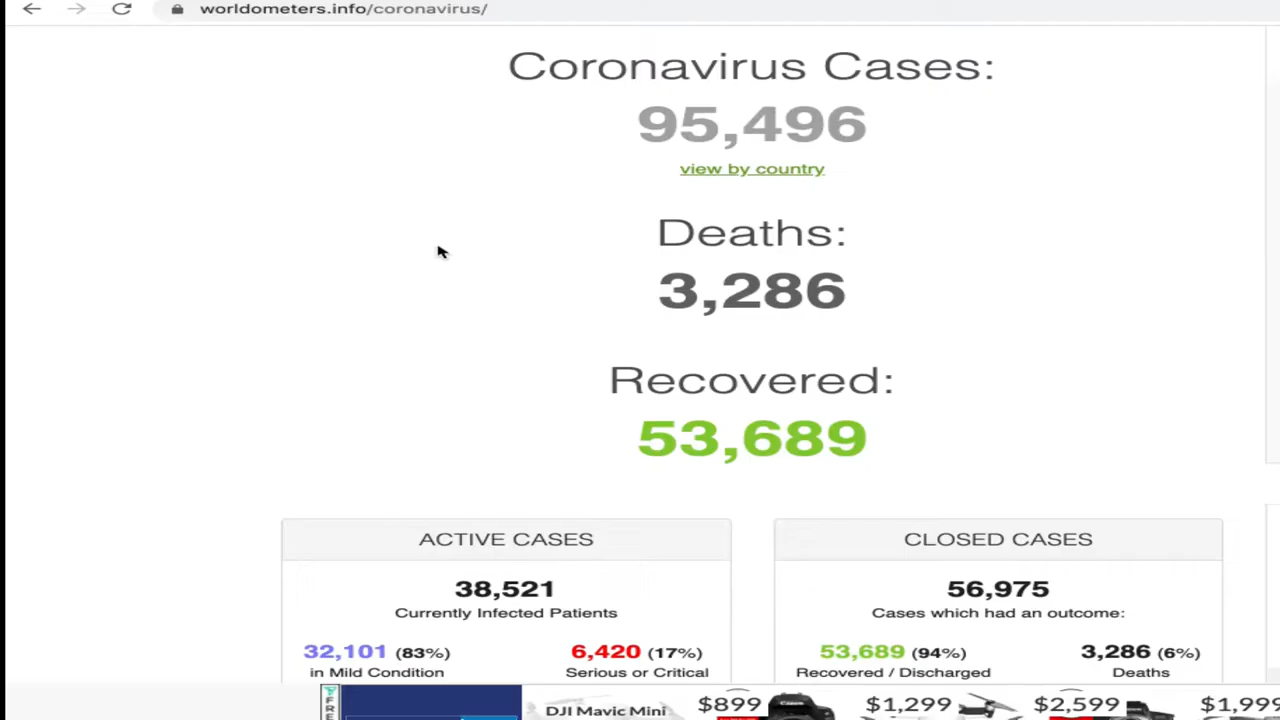 worldometers.info/coronavirus/
Coronavirus Cases:
95,496
view by country
Deaths:
3,286
Recovered:
53,689
ACTIVE CASES
38,521
Currently Infected Patients
32,101 (83%)
in Mild Condition
6,420 (17%)
Serious or Critical
CLOSED CASES
56,975
Cases which had an outcome:
53,689 (94%)
Recovered / Discharged
3,286 (6%)
Deaths
FRE
DJI Mavic Mini
$899
$1,299
$2,599
$1,999